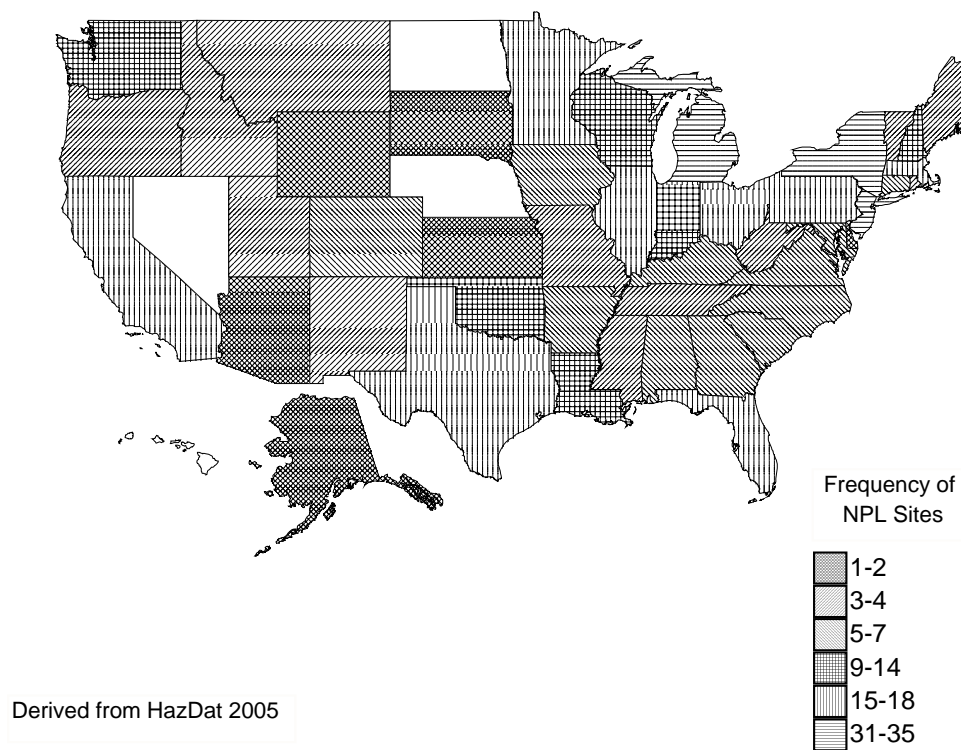 Frequency of
NPL Sites
1-2
3-4
5-7
9-14
15-18
31-35
Derived from HazDat 2005